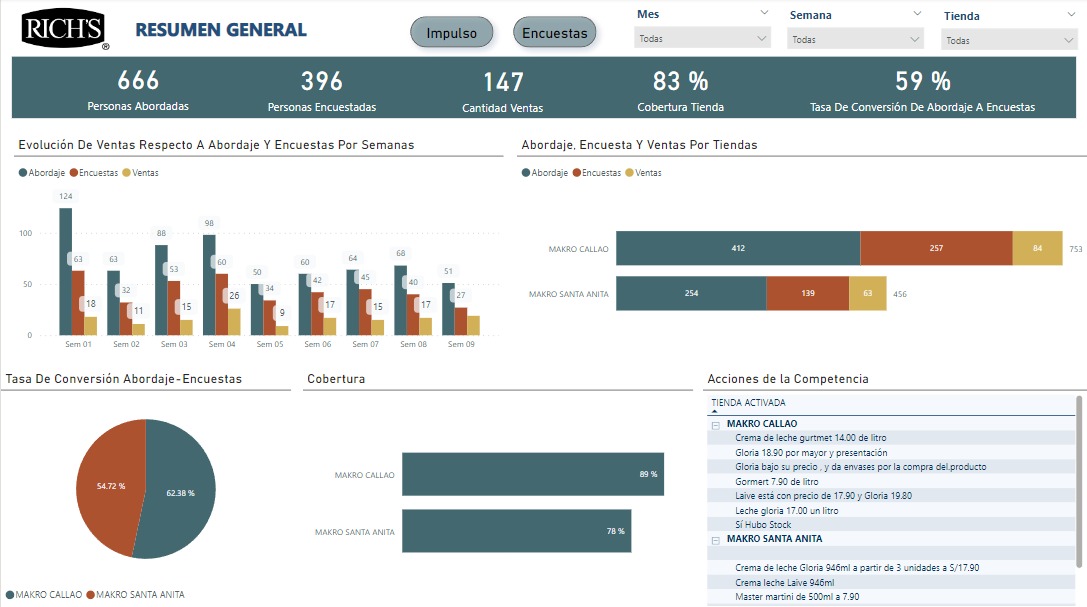 RICH'S®
RESUMEN GENERAL
Impulso
Encuestas
Mes
Todas
Semana
Todas
Tienda
Todas
666
Personas Abordadas
396
Personas Encuestadas
147
Cantidad Ventas
83 %
Cobertura Tienda
59 %
Tasa De Conversión De Abordaje A Encuestas
Evolución De Ventas Respecto A Abordaje Y Encuestas Por Semanas
Abordaje Encuestas Ventas
100
50
0
124 63 18
63 32 11
88 53 15
98 60 26
50 34 9
60 42 17
64 45 15
68 40 17
51 27
Sem 01 Sem 02 Sem 03 Sem 04 Sem 05 Sem 06 Sem 07 Sem 08 Sem 09
Abordaje, Encuesta Y Ventas Por Tiendas
Abordaje Encuestas Ventas
MAKRO CALLAO 412 257 84 753
MAKRO SANTA ANITA 254 139 63 456
Tasa De Conversión Abordaje-Encuestas
54.72 %
62.38 %
MAKRO CALLAO MAKRO SANTA ANITA
Cobertura
MAKRO CALLAO 89 %
MAKRO SANTA ANITA 78 %
Acciones de la Competencia
TIENDA ACTIVADA
MAKRO CALLAO
Crema de leche gurtmet 14.00 de litro
Gloria 18.90 por mayor y presentación
Gloria bajo su precio , y da envases por la compra del.producto
Gormert 7.90 de litro
Laive está con precio de 17.90 y Gloria 19.80
Leche gloria 17.00 un litro
Sí Hubo Stock
MAKRO SANTA ANITA
Crema de leche Gloria 946ml a partir de 3 unidades a S/17.90
Crema leche Laive 946ml
Master martini de 500ml a 7.90